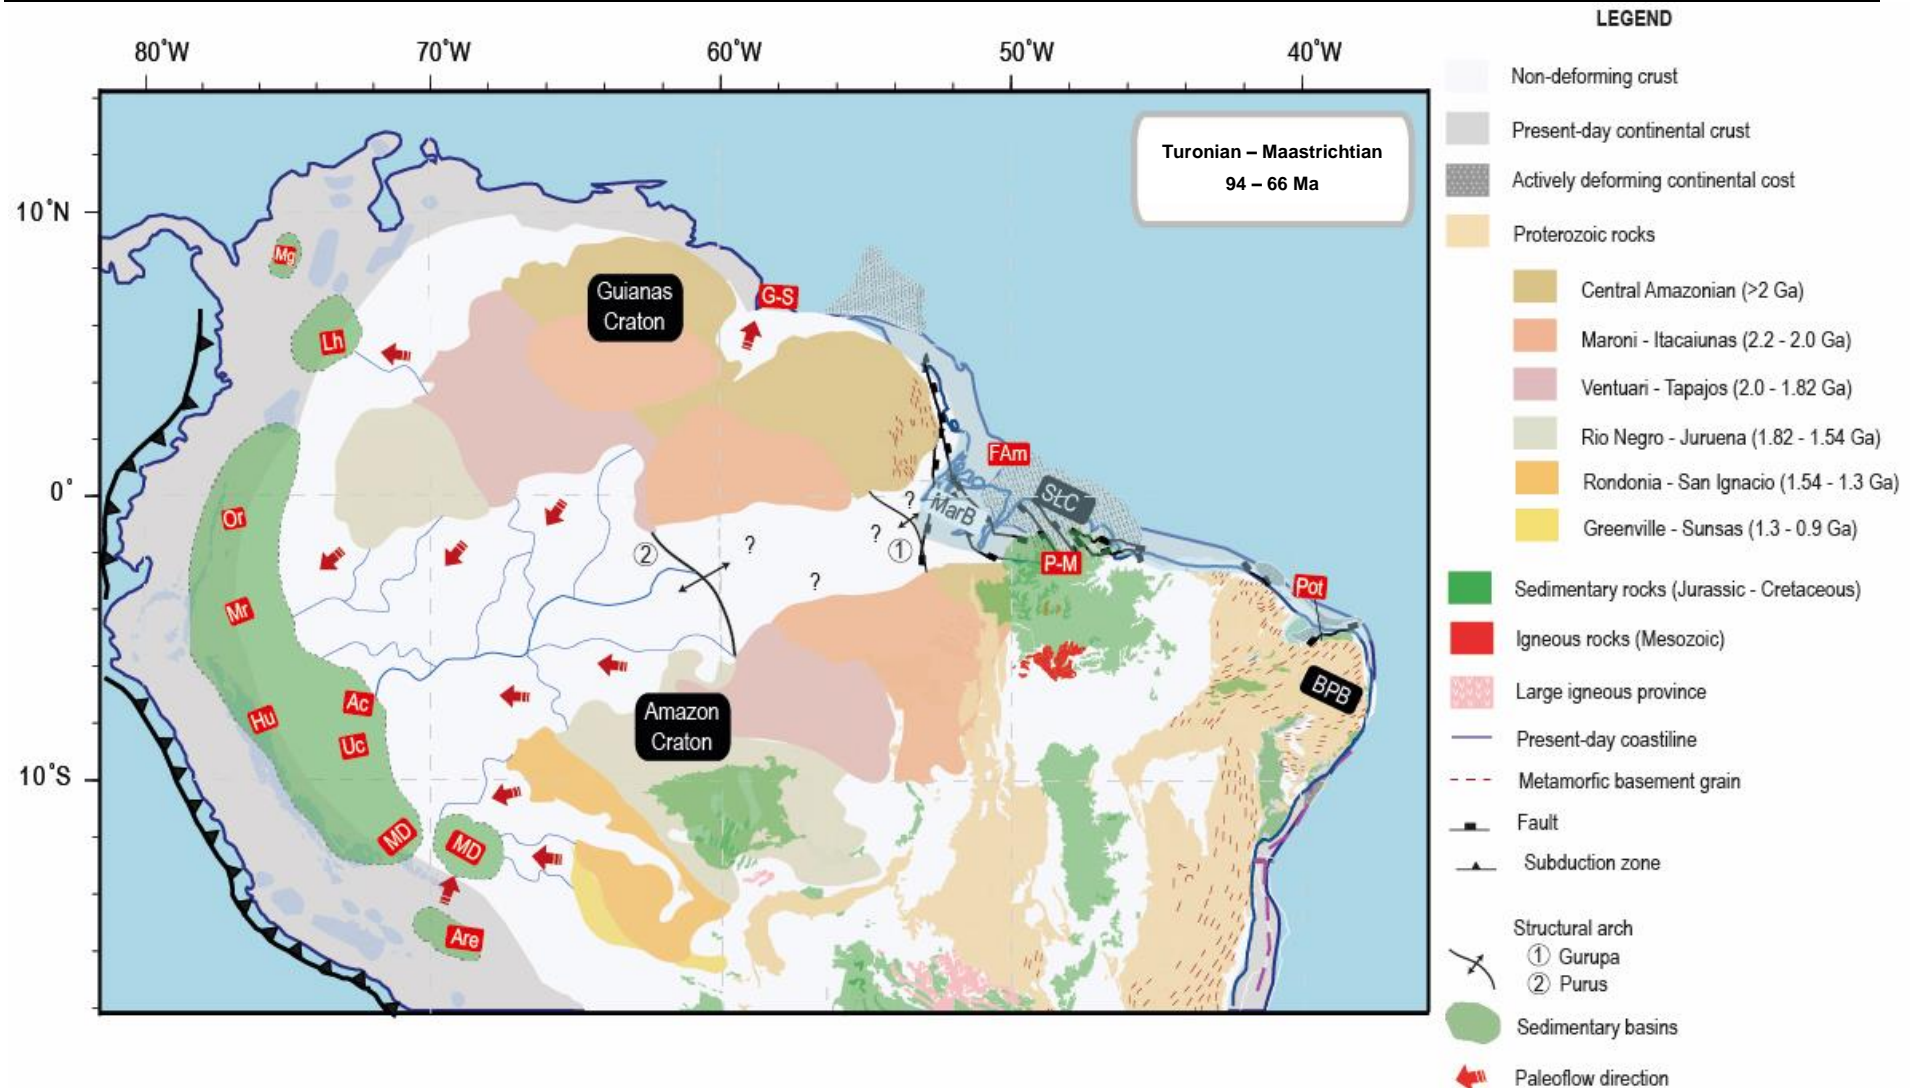 LEGEND
80°W 70°W 60°W 50°W 40°W
10°N
0°
10°S
Turonian – Maastrichtian
94 – 66 Ma
Mg
Lh
Guianas
Craton
G-S
FAm
SŁC
MarB
P-M
Pot
BPB
Or
Mr
Hu
Ac
Uc
MD
MD
Are
Amazon
Craton
?
?
?
?
1
2
Non-deforming crust
Present-day continental crust
Actively deforming continental cost
Proterozoic rocks
Central Amazonian (>2 Ga)
Maroni - Itacaiunas (2.2 - 2.0 Ga)
Ventuari - Tapajos (2.0 - 1.82 Ga)
Rio Negro - Juruena (1.82 - 1.54 Ga)
Rondonia - San Ignacio (1.54 - 1.3 Ga)
Greenville - Sunsas (1.3 - 0.9 Ga)
Sedimentary rocks (Jurassic - Cretaceous)
Igneous rocks (Mesozoic)
Large igneous province
Present-day coastiline
Metamorfic basement grain
Fault
Subduction zone
Structural arch
1 Gurupa
2 Purus
Sedimentary basins
Paleoflow direction